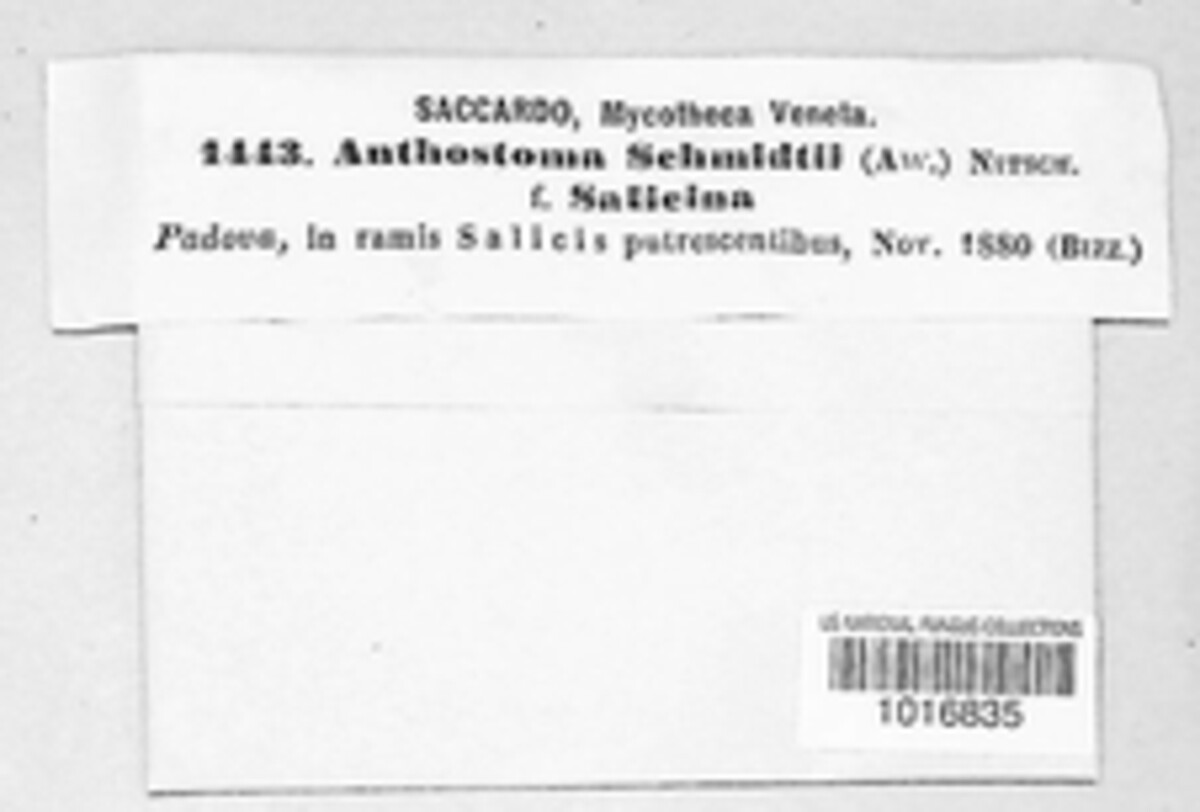 SACCARDO, Mycotheca Veneta.
1443. Anthostoma Schmidtii (Aw.) Nitsch.
f. Salicina
Padova, in ramis Salicis putrescentibus, Nov. 1880 (Bizz.)
US NATIONAL FUNGUS COLLECTIONS
1016835